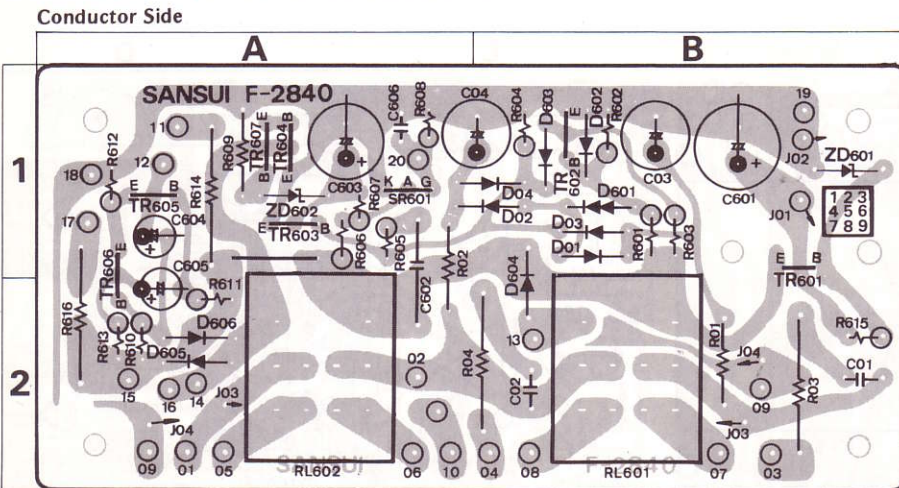 Conductor Side
A B
1
2
SANSUI F-2840
C606
R608
C04
R604
D603
E
D602
R602
C03
C601
19
J02
ZD601
11
R612
12
18
R609
TR607
E
B
TR604
E
B
C603
+
20
K A G
SR601
R607
D04
D02
TR602
B
D601
J01
1 2 3
4 5 6
7 8 9
E B
TR605
R614
ZD602
17
C604
+
E TR603 B
R606
R605
R02
D03
D01
R601
R603
TR606
E
B
C605
+
C602
D604
E B
TR601
R616
R611
R613
R610
D606
D605
13
R04
C02
R01
J04
R03
R615
C01
15
16
14
J03
02
09
J04
J03
09
01
05
SANSUI
RL602
06
10
04
08
F-2840
RL601
07
03